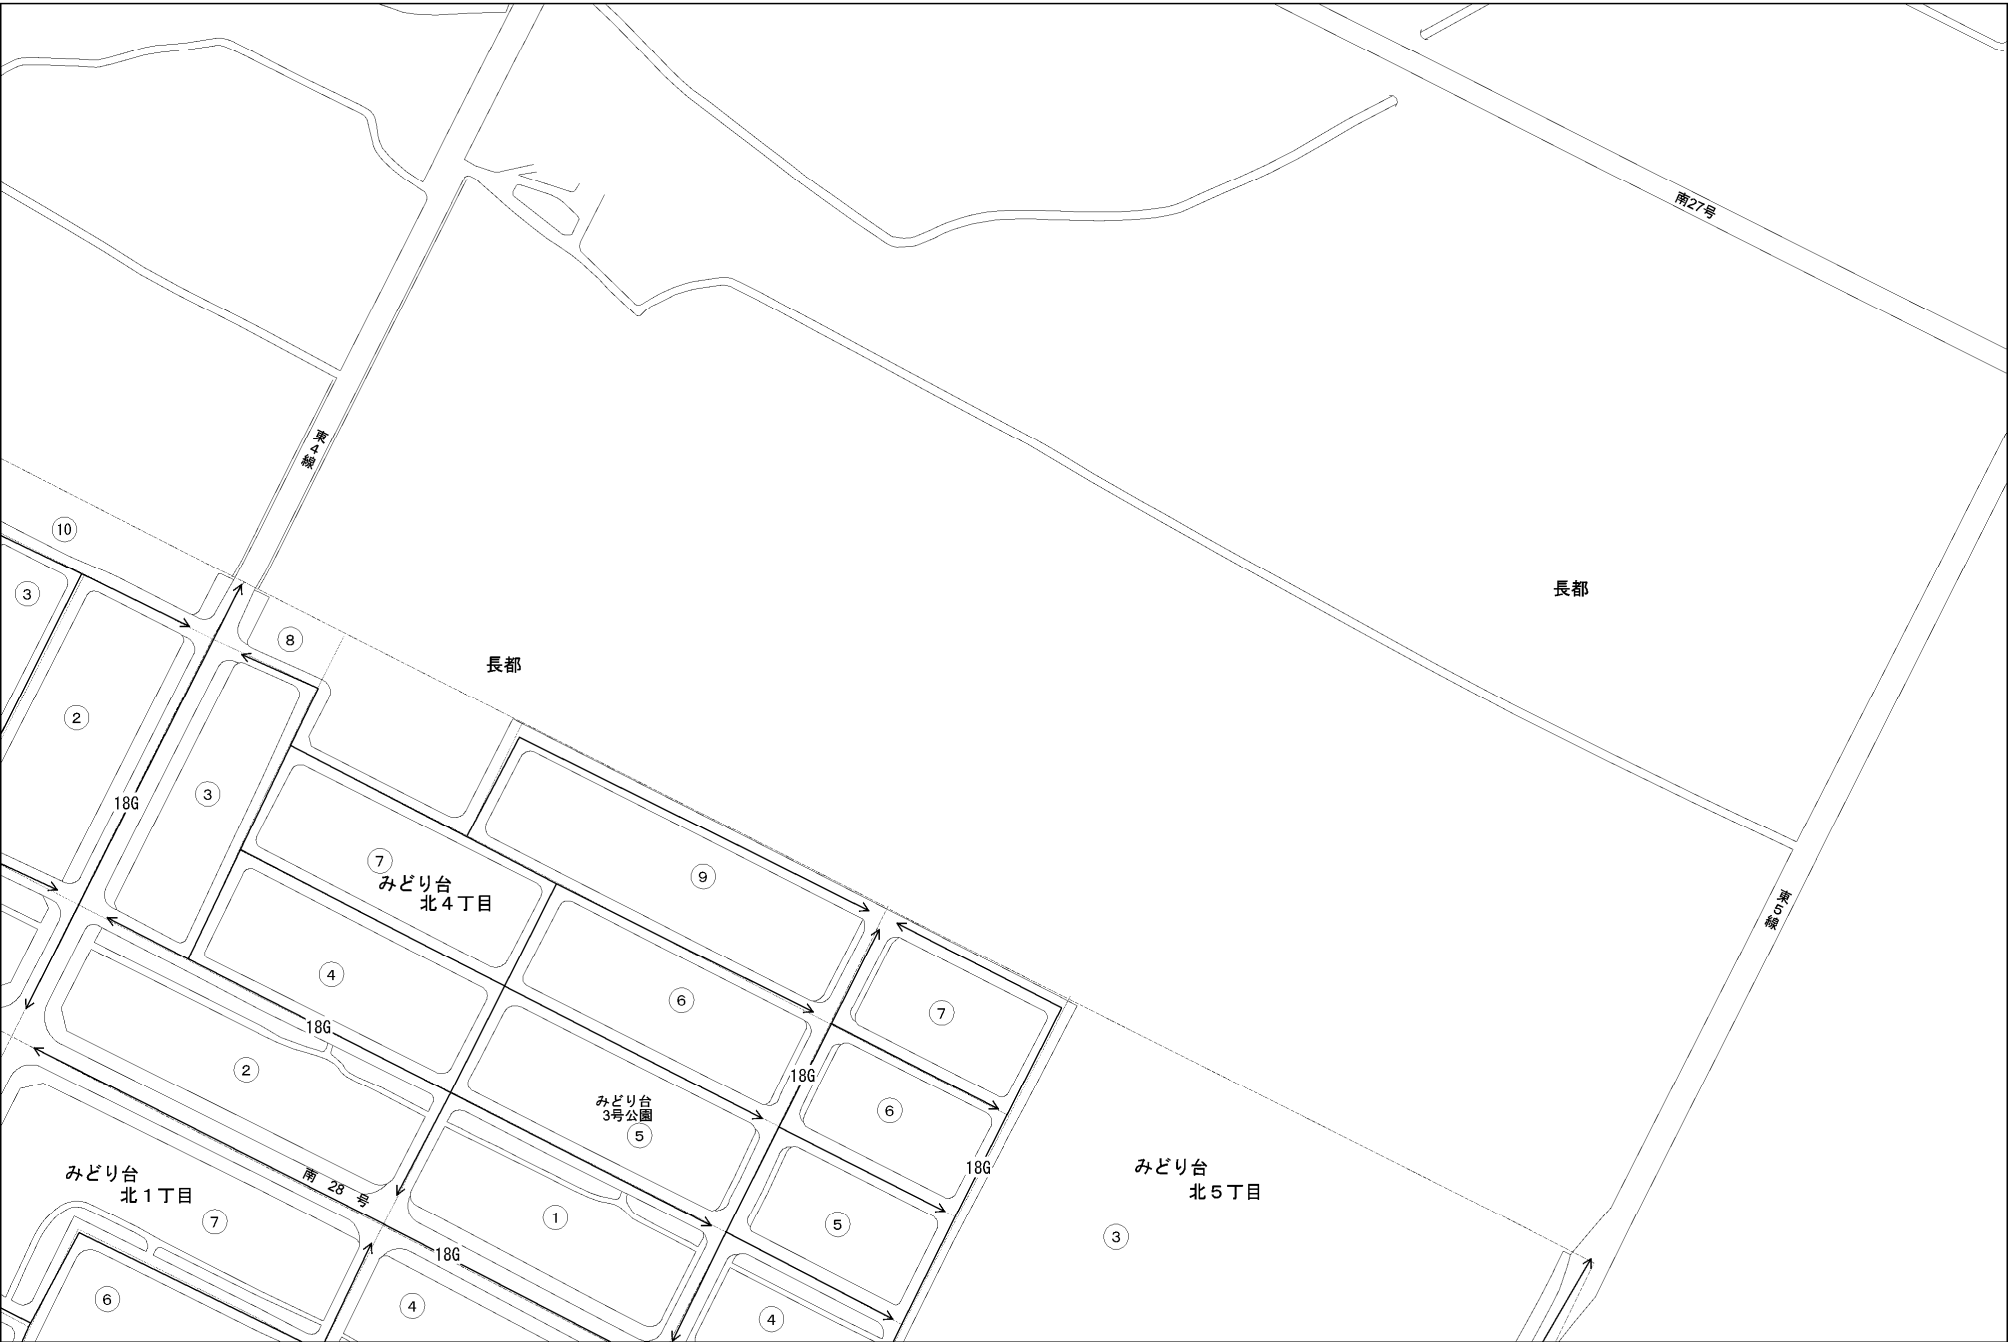 南27号
東4線
⑩
③
長都
⑧
長都
②
18G
③
⑦
みどり台
北4丁目
⑨
東5線
④
⑥
⑦
18G
②
18G
⑥
みどり台
3号公園
⑤
みどり台
北5丁目
18G
みどり台
北1丁目
南 28 号
⑦
①
⑤
③
18G
⑥
④
④